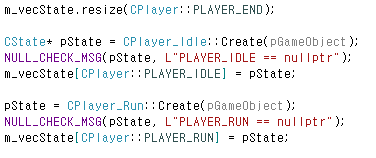 m_vecState.resize(CPlayer::PLAYER_END);
CState* pState = CPlayer_Idle::Create(pGameObject);
NULL_CHECK_MSG(pState, L"PLAYER_IDLE == nullptr");
m_vecState[CPlayer::PLAYER_IDLE] = pState;
pState = CPlayer_Run::Create(pGameObject);
NULL_CHECK_MSG(pState, L"PLAYER_RUN == nullptr");
m_vecState[CPlayer::PLAYER_RUN] = pState;